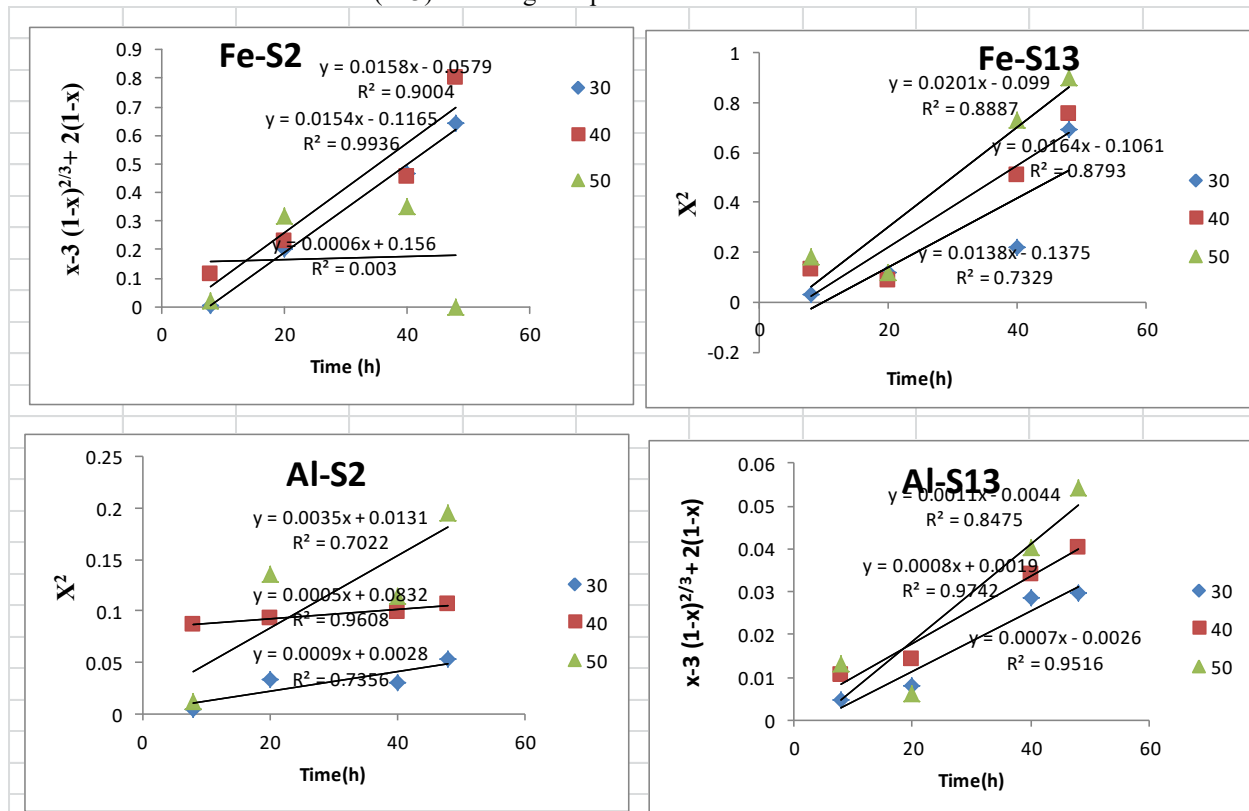 Fe-S2
x-3 (1-x)^2/3+ 2(1-x)
0.9
0.8
0.7
0.6
0.5
0.4
0.3
0.2
0.1
0
y = 0.0158x - 0.0579
R² = 0.9004
y = 0.0154x - 0.1165
R² = 0.9936
y = 0.0006x + 0.156
R² = 0.003
30
40
50
0 20 40 60
Time (h)
Fe-S13
X²
1
0.8
0.6
0.4
0.2
0
-0.2
y = 0.0201x - 0.099
R² = 0.8887
y = 0.0164x - 0.1061
R² = 0.8793
y = 0.0138x - 0.1375
R² = 0.7329
30
40
50
0 20 40 60
Time(h)
Al-S2
X²
0.25
0.2
0.15
0.1
0.05
0
y = 0.0035x + 0.0131
R² = 0.7022
y = 0.0005x + 0.0832
R² = 0.9608
y = 0.0009x + 0.0028
R² = 0.7356
30
40
50
0 20 40 60
Time(h)
Al-S13
x-3 (1-x)^2/3+ 2(1-x)
0.06
0.05
0.04
0.03
0.02
0.01
0
y = 0.0011x - 0.0044
R² = 0.8475
y = 0.0008x + 0.0019
R² = 0.9742
y = 0.0007x - 0.0026
R² = 0.9516
30
40
50
0 20 40 60
Time (h)